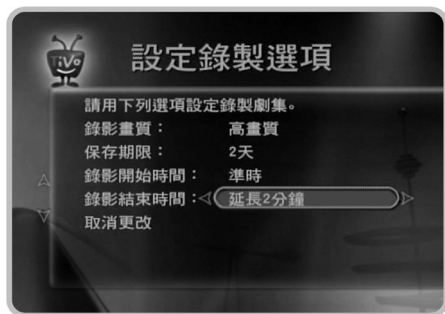 TiVo
設定錄製選項
請用下列選項設定錄製劇集。
錄影畫質： 高畫質
保存期限： 2天
錄影開始時間： 準時
錄影結束時間： 延長2分鐘
取消更改